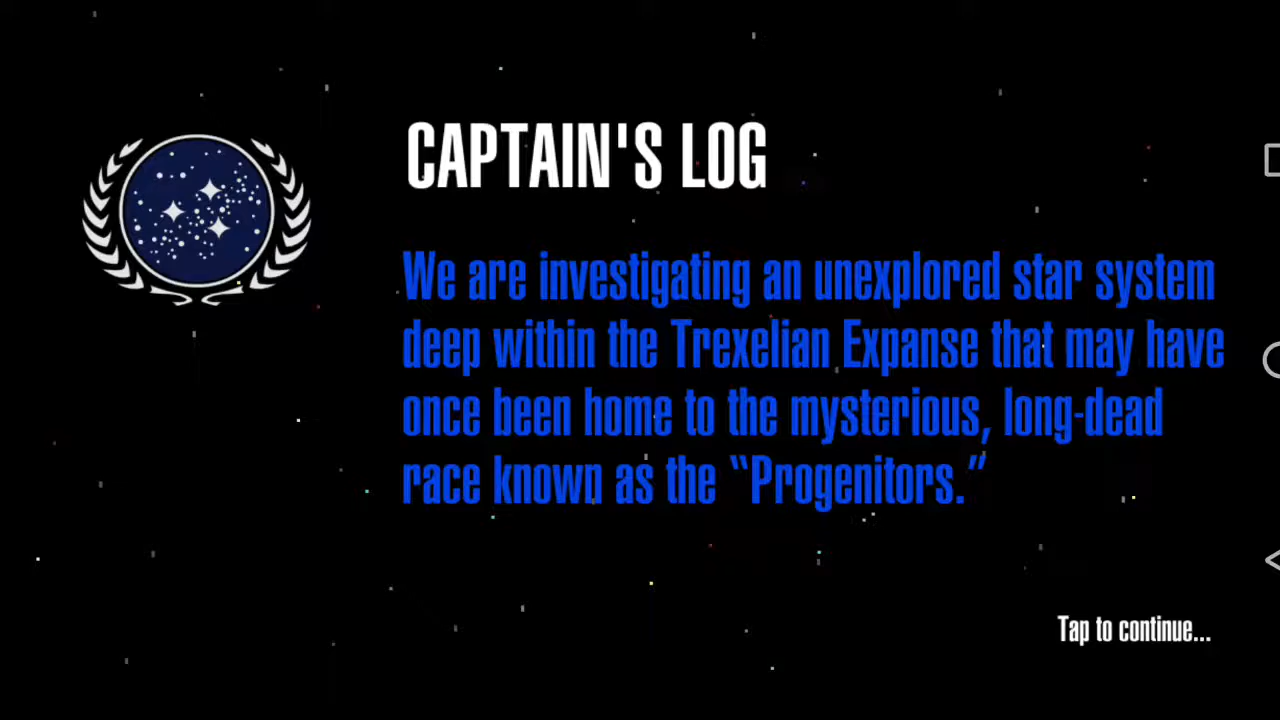 CAPTAIN'S LOG
We are investigating an unexplored star system
deep within the Trexelian Expanse that may have
once been home to the mysterious, long-dead
race known as the “Progenitors.”
Tap to continue...